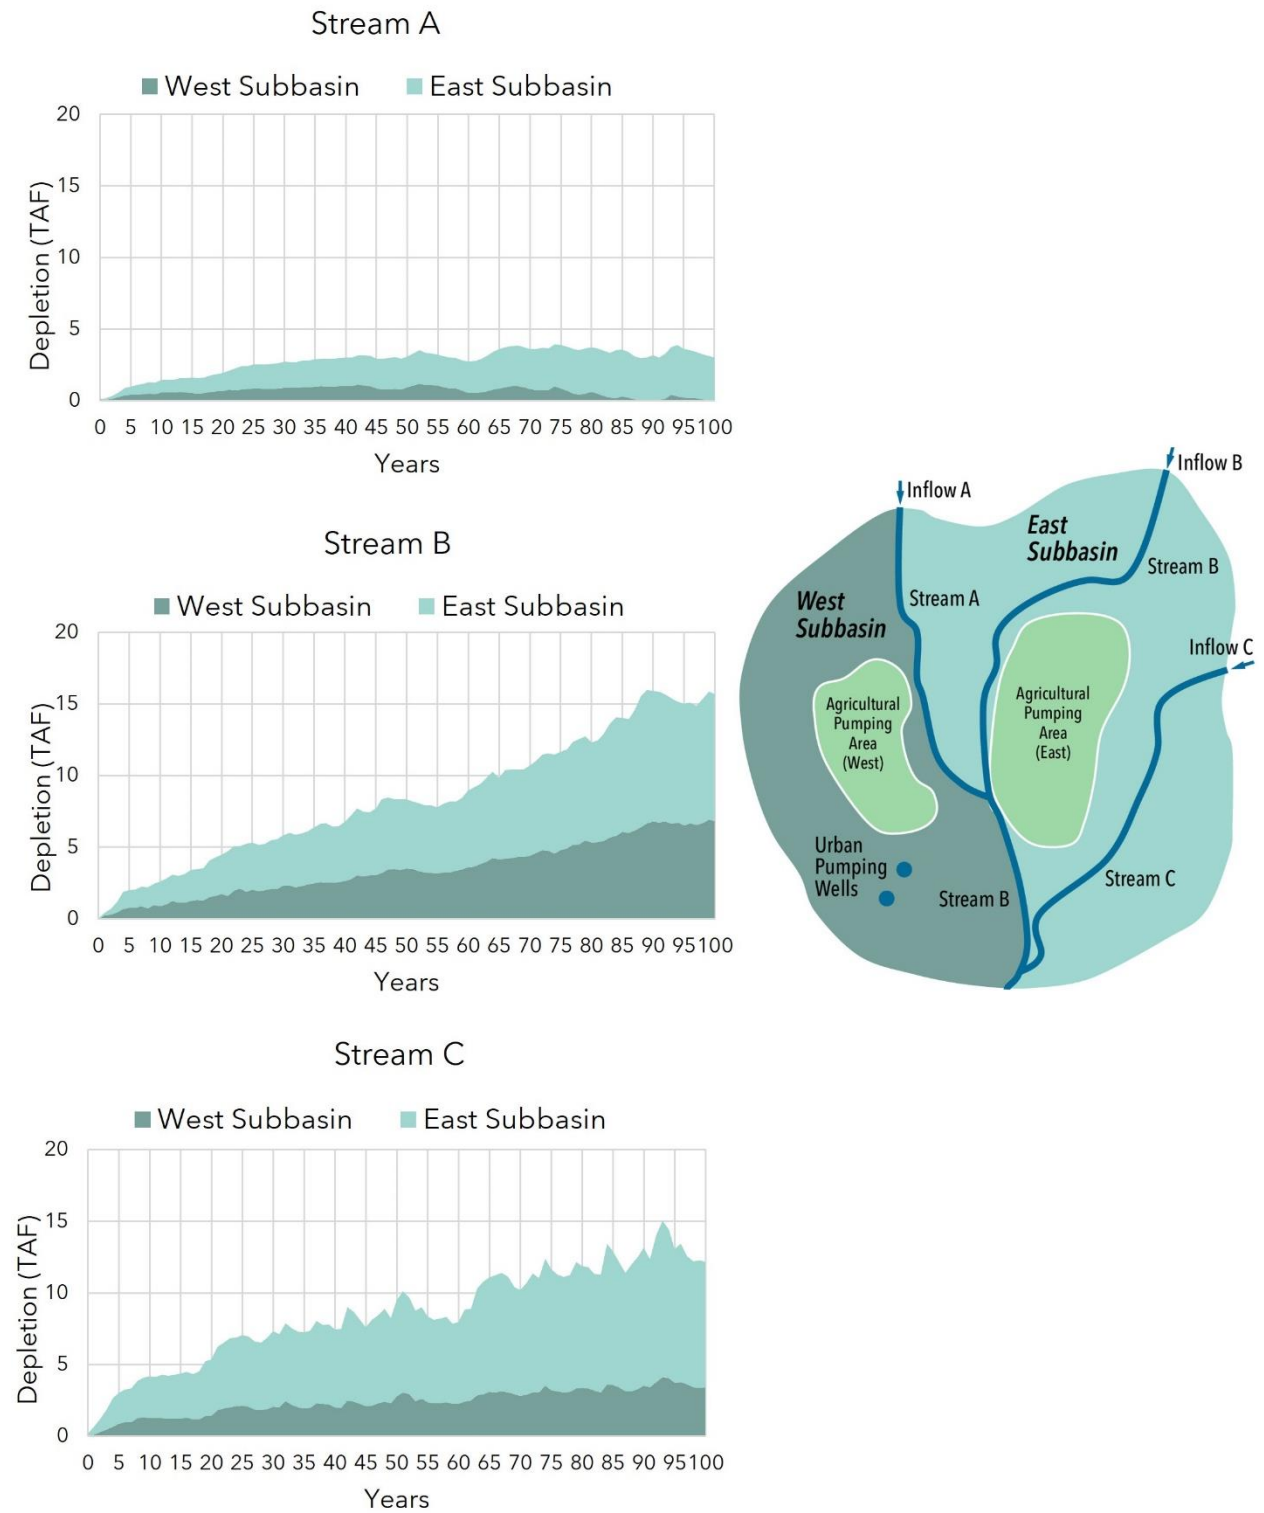 Stream A
West Subbasin East Subbasin
20
15
10
5
0
Depletion (TAF)
0 5 10 15 20 25 30 35 40 45 50 55 60 65 70 75 80 85 90 95 100
Years
Stream B
West Subbasin East Subbasin
20
15
10
5
0
Depletion (TAF)
0 5 10 15 20 25 30 35 40 45 50 55 60 65 70 75 80 85 90 95 100
Years
Inflow B
Inflow A
East
Subbasin
Stream B
West
Subbasin
Stream A
Inflow C
Agricultural
Pumping
Area
(West)
Agricultural
Pumping
Area
(East)
Urban
Pumping
Wells
Stream B
Stream C
Stream C
West Subbasin East Subbasin
20
15
10
5
0
Depletion (TAF)
0 5 10 15 20 25 30 35 40 45 50 55 60 65 70 75 80 85 90 95 100
Years